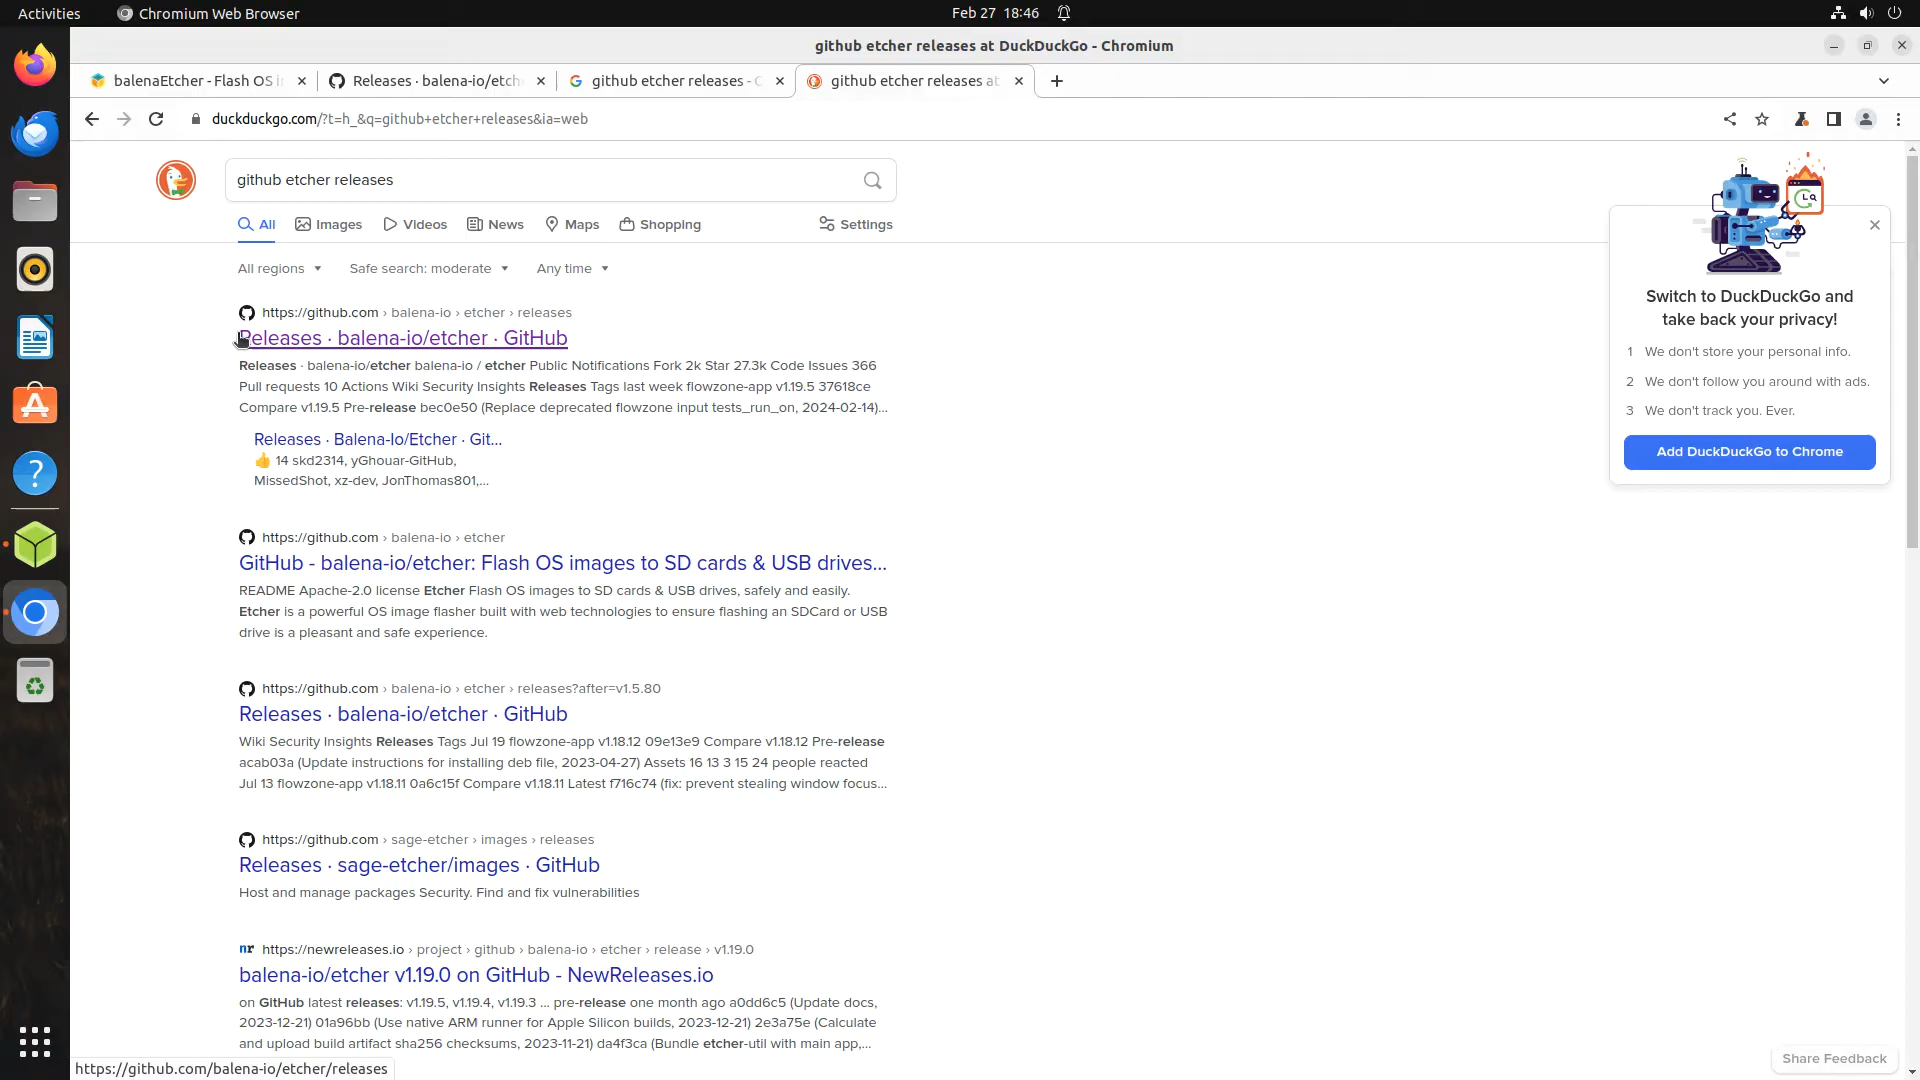 Activities
Chromium Web Browser
Feb 27 18:46
github etcher releases at DuckDuckGo - Chromium
balenaEtcher - Flash OS
Releases · balena-io/etch
github etcher releases -
github etcher releases at
duckduckgo.com/?t=h_&q=github+etcher+releases&ia=web
github etcher releases
All
Images
Videos
News
Maps
Shopping
Settings
All regions
Safe search: moderate
Any time
https://github.com › balena-io › etcher › releases
Releases · balena-io/etcher · GitHub
Releases · balena-io/etcher balena-io / etcher Public Notifications Fork 2k Star 27.3k Code Issues 366
Pull requests 10 Actions Wiki Security Insights Releases Tags last week flowzone-app v1.19.5 37618ce
Compare v1.19.5 Pre-release bec0e50 (Replace deprecated flowzone input tests_run_on, 2024-02-14)...
Releases · Balena-Io/Etcher · Git...
👍 14 skd2314, yGhouar-GitHub,
MissedShot, xz-dev, JonThomas801,...
https://github.com › balena-io › etcher
GitHub - balena-io/etcher: Flash OS images to SD cards & USB drives...
README Apache-2.0 license Etcher Flash OS images to SD cards & USB drives, safely and easily.
Etcher is a powerful OS image flasher built with web technologies to ensure flashing an SDCard or USB
drive is a pleasant and safe experience.
https://github.com › balena-io › etcher › releases?after=v1.5.80
Releases · balena-io/etcher · GitHub
Wiki Security Insights Releases Tags Jul 19 flowzone-app v1.18.12 09e13e9 Compare v1.18.12 Pre-release
acab03a (Update instructions for installing deb file, 2023-04-27) Assets 16 13 3 15 24 people reacted
Jul 13 flowzone-app v1.18.11 0a6c15f Compare v1.18.11 Latest f716c74 (fix: prevent stealing window focus...
https://github.com › sage-etcher › images › releases
Releases · sage-etcher/images · GitHub
Host and manage packages Security. Find and fix vulnerabilities
nr https://newreleases.io › project › github › balena-io › etcher › release › v1.19.0
balena-io/etcher v1.19.0 on GitHub - NewReleases.io
on GitHub latest releases: v1.19.5, v1.19.4, v1.19.3 ... pre-release one month ago a0dd6c5 (Update docs,
2023-12-21) 01a96bb (Use native ARM runner for Apple Silicon builds, 2023-12-21) 2e3a75e (Calculate
and upload build artifact sha256 checksums, 2023-11-21) da4f3ca (Bundle etcher-util with main app,...
Switch to DuckDuckGo and
take back your privacy!
1 We don't store your personal info.
2 We don't follow you around with ads.
3 We don't track you. Ever.
Add DuckDuckGo to Chrome
Share Feedback
https://github.com/balena-io/etcher/releases